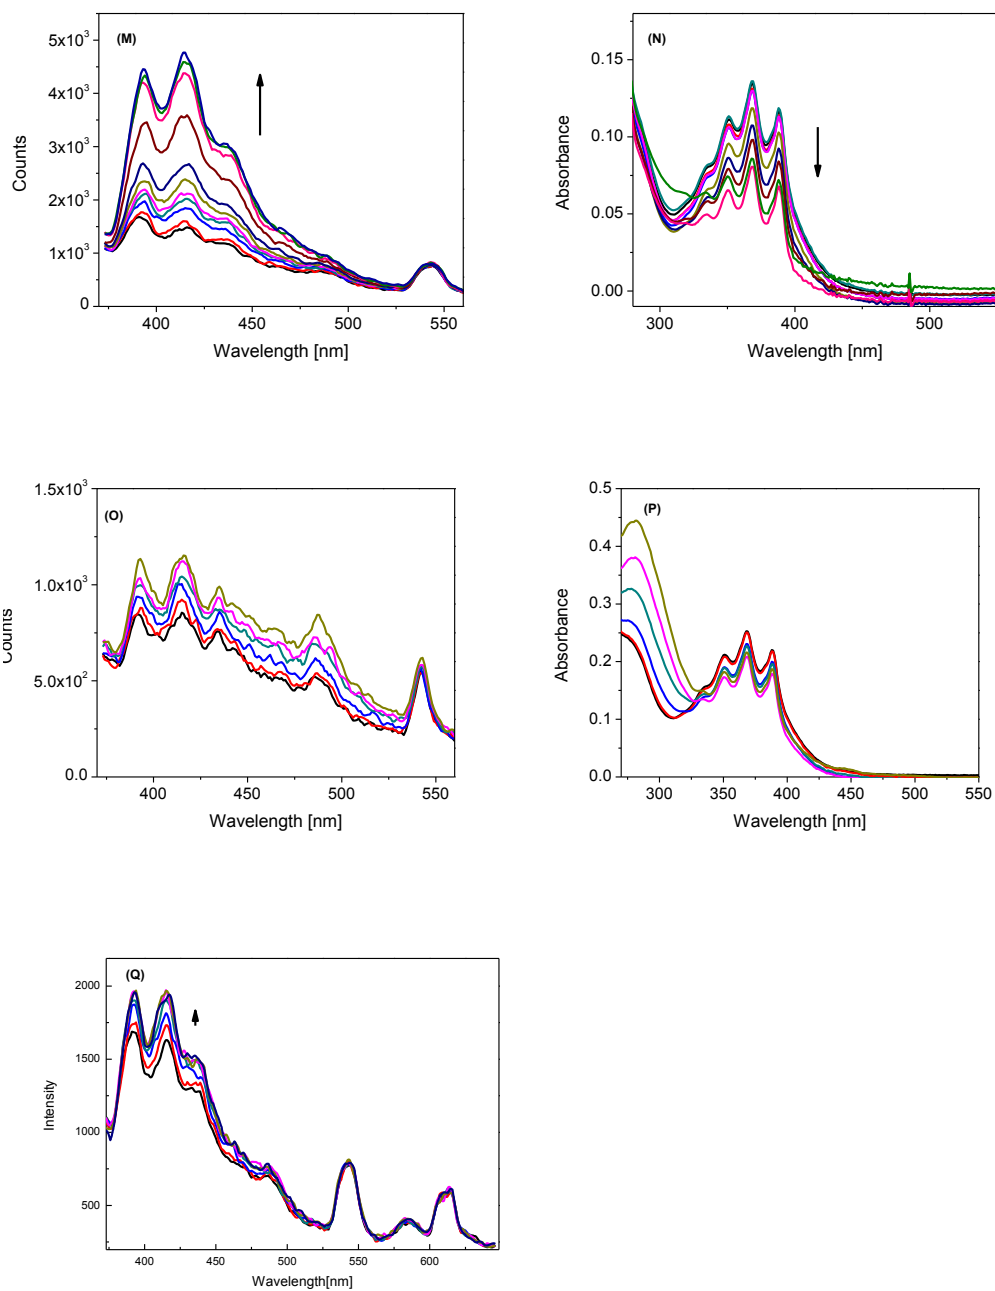 (M)
5x10³
4x10³
3x10³
2x10³
1x10³
0
Counts
400 450 500 550
Wavelength [nm]
(N)
0.15
0.10
0.05
0.00
Absorbance
300 400 500
Wavelength [nm]
(O)
1.5x10³
1.0x10³
5.0x10²
0.0
Counts
400 450 500 550
Wavelength [nm]
(P)
0.5
0.4
0.3
0.2
0.1
0.0
Absorbance
300 350 400 450 500 550
Wavelength [nm]
(Q)
2000
1500
1000
500
Intensity
400 450 500 550 600
Wavelength[nm]